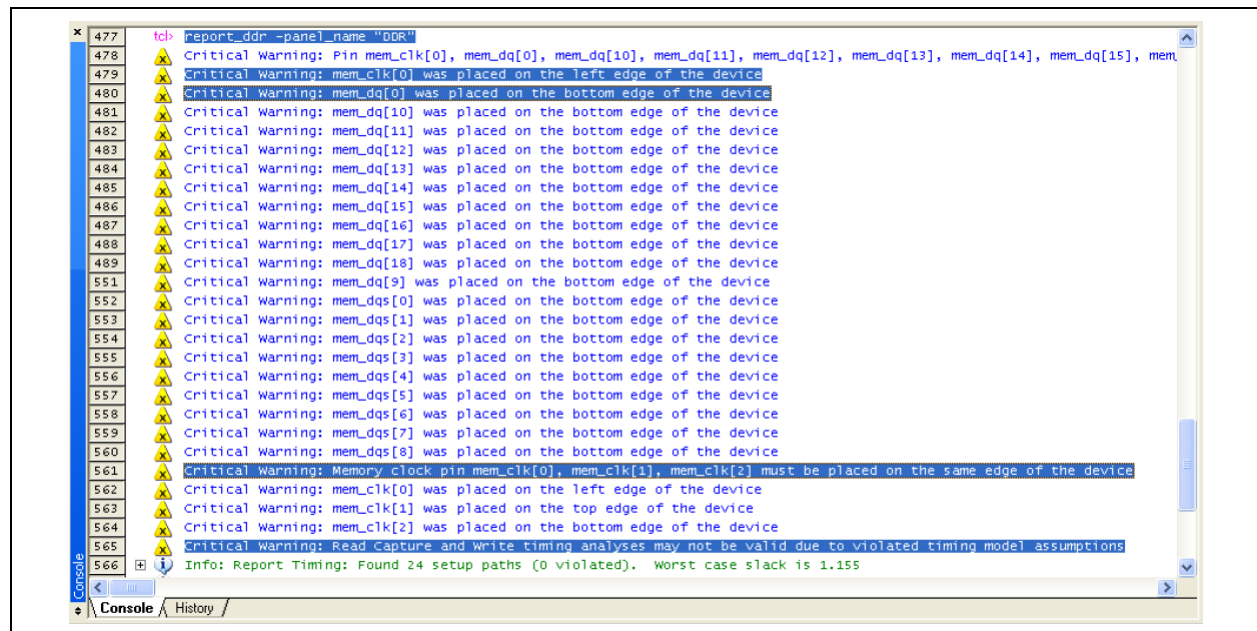 477 tcl> report_ddr -panel_name "DDR"
478 Critical Warning: Pin mem_clk[0], mem_dq[0], mem_dq[10], mem_dq[11], mem_dq[12], mem_dq[13], mem_dq[14], mem_dq[15], mem_
479 Critical Warning: mem_clk[0] was placed on the left edge of the device
480 Critical Warning: mem_dq[0] was placed on the bottom edge of the device
481 Critical Warning: mem_dq[10] was placed on the bottom edge of the device
482 Critical Warning: mem_dq[11] was placed on the bottom edge of the device
483 Critical Warning: mem_dq[12] was placed on the bottom edge of the device
484 Critical Warning: mem_dq[13] was placed on the bottom edge of the device
485 Critical Warning: mem_dq[14] was placed on the bottom edge of the device
486 Critical Warning: mem_dq[15] was placed on the bottom edge of the device
487 Critical Warning: mem_dq[16] was placed on the bottom edge of the device
488 Critical Warning: mem_dq[17] was placed on the bottom edge of the device
489 Critical Warning: mem_dq[18] was placed on the bottom edge of the device
551 Critical Warning: mem_dq[9] was placed on the bottom edge of the device
552 Critical Warning: mem_dqs[0] was placed on the bottom edge of the device
553 Critical Warning: mem_dqs[1] was placed on the bottom edge of the device
554 Critical Warning: mem_dqs[2] was placed on the bottom edge of the device
555 Critical Warning: mem_dqs[3] was placed on the bottom edge of the device
556 Critical Warning: mem_dqs[4] was placed on the bottom edge of the device
557 Critical Warning: mem_dqs[5] was placed on the bottom edge of the device
558 Critical Warning: mem_dqs[6] was placed on the bottom edge of the device
559 Critical Warning: mem_dqs[7] was placed on the bottom edge of the device
560 Critical Warning: mem_dqs[8] was placed on the bottom edge of the device
561 Critical Warning: Memory clock pin mem_clk[0], mem_clk[1], mem_clk[2] must be placed on the same edge of the device
562 Critical Warning: mem_clk[0] was placed on the left edge of the device
563 Critical Warning: mem_clk[1] was placed on the top edge of the device
564 Critical Warning: mem_clk[2] was placed on the bottom edge of the device
565 Critical Warning: Read Capture and Write timing analyses may not be valid due to violated timing model assumptions
566 Info: Report Timing: Found 24 setup paths (0 violated). Worst case slack is 1.155
Console
Console History